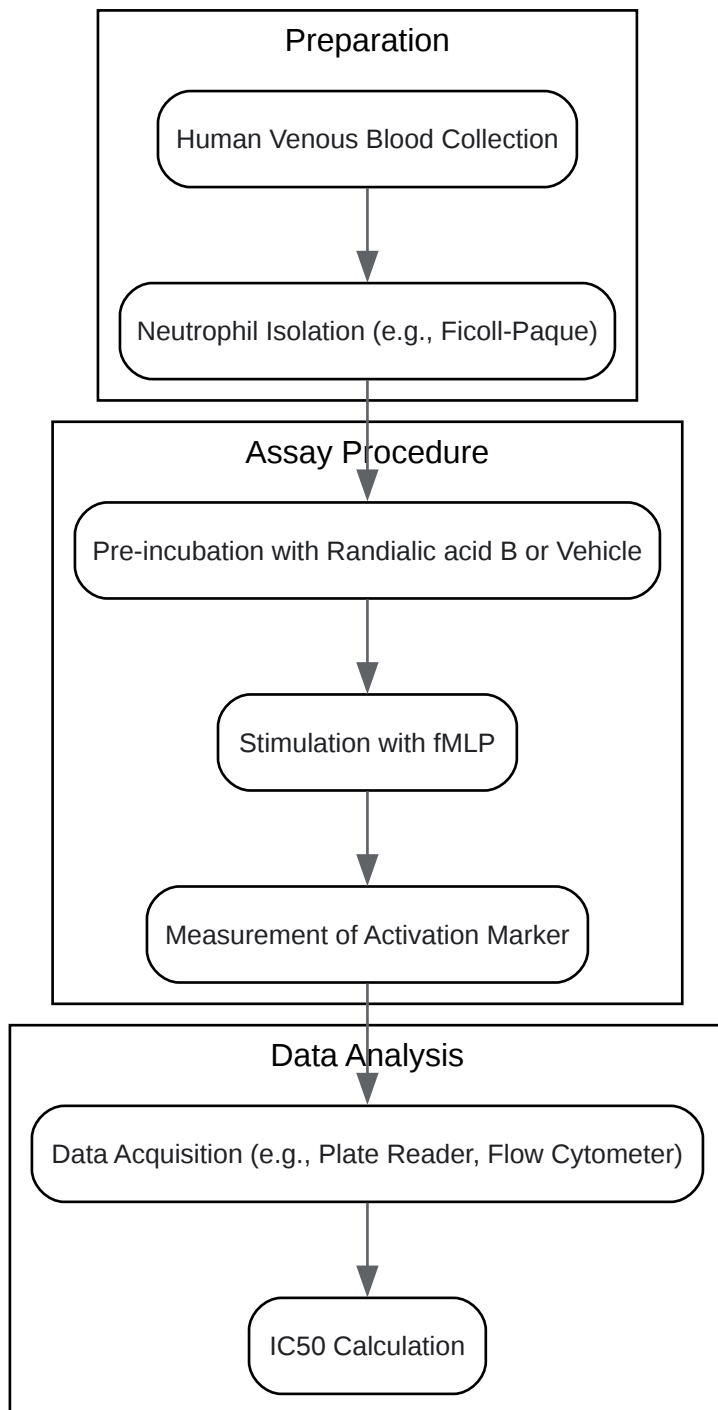 Preparation
Human Venous Blood Collection
Neutrophil Isolation (e.g., Ficoll-Paque)
Assay Procedure
Pre-incubation with Randialic acid B or Vehicle
Stimulation with fMLP
Measurement of Activation Marker
Data Analysis
Data Acquisition (e.g., Plate Reader, Flow Cytometer)
IC50 Calculation